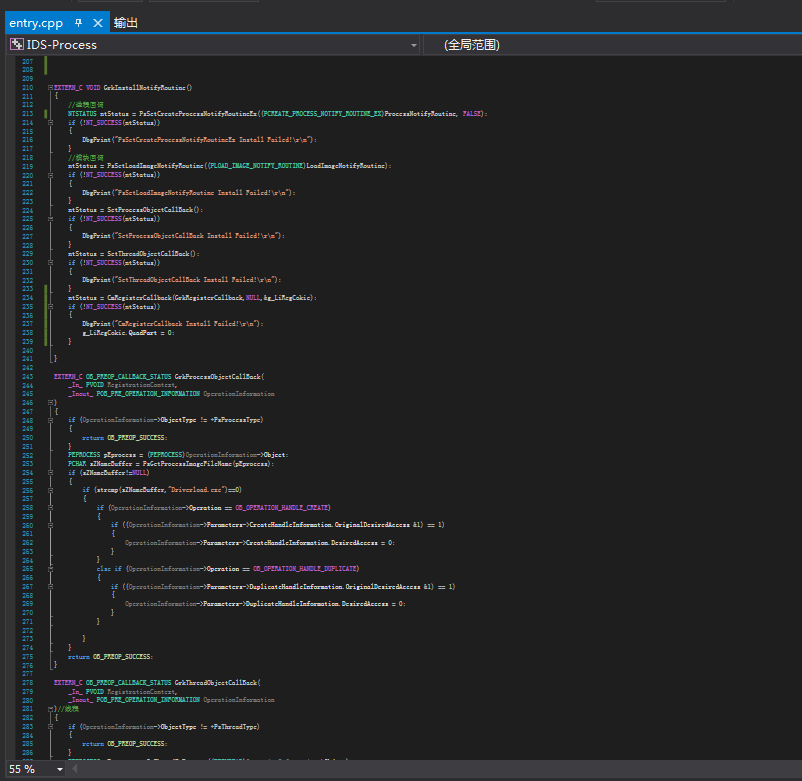 entry.cpp
输出
IDS-Process
(全局范围)
207
208
209
210 EXTERN_C VOID GrkInstallNotifyRoutine()
211 {
212 //进程回调
213 NTSTATUS ntStatus = PsSetCreateProcessNotifyRoutineEx((PCREATE_PROCESS_NOTIFY_ROUTINE_EX)ProcessNotifyRoutine, FALSE);
214 if (!NT_SUCCESS(ntStatus))
215 {
216 DbgPrint("PsSetCreateProcessNotifyRoutineEx Install Failed!\r\n");
217 }
218 //模块回调
219 ntStatus = PsSetLoadImageNotifyRoutine((PLOAD_IMAGE_NOTIFY_ROUTINE)LoadImageNotifyRoutine);
220 if (!NT_SUCCESS(ntStatus))
221 {
222 DbgPrint("PsSetLoadImageNotifyRoutine Install Failed!\r\n");
223 }
224 ntStatus = SetProcessObjectCallBack();
225 if (!NT_SUCCESS(ntStatus))
226 {
227 DbgPrint("SetProcessObjectCallBack Install Failed!\r\n");
228 }
229 ntStatus = SetThreadObjectCallBack();
230 if (!NT_SUCCESS(ntStatus))
231 {
232 DbgPrint("SetThreadObjectCallBack Install Failed!\r\n");
233 }
234 ntStatus = CmRegisterCallback(GrkRegisterCallback,NULL,&g_LiRegCokic);
235 if (!NT_SUCCESS(ntStatus))
236 {
237 DbgPrint("CmRegisterCallback Install Failed!\r\n");
238 g_LiRegCokic.QuadPart = 0;
239 }
240
241 }
242
243 EXTERN_C OB_PREOP_CALLBACK_STATUS GrkProcessObjectCallBack(
244 _In_ PVOID RegistrationContext,
245 _Inout_ POB_PRE_OPERATION_INFORMATION OperationInformation
246 )
247 {
248 if (OperationInformation->ObjectType != *PsProcessType)
249 {
250 return OB_PREOP_SUCCESS;
251 }
252 PEPROCESS pEprocess = (PEPROCESS)OperationInformation->Object;
253 PCHAR sZNameBuffer = PsGetProcessImageFileName(pEprocess);
254 if (sZNameBuffer!=NULL)
255 {
256 if (strcmp(sZNameBuffer,"Driverload.exe")==0)
257 {
258 if (OperationInformation->Operation == OB_OPERATION_HANDLE_CREATE)
259 {
260 if ((OperationInformation->Parameters->CreateHandleInformation.OriginalDesiredAccess &1) == 1)
261 {
262 OperationInformation->Parameters->CreateHandleInformation.DesiredAccess = 0;
263 }
264 }
265 else if (OperationInformation->Operation == OB_OPERATION_HANDLE_DUPLICATE)
266 {
267 if ((OperationInformation->Parameters->DuplicateHandleInformation.OriginalDesiredAccess &1) == 1)
268 {
269 OperationInformation->Parameters->DuplicateHandleInformation.DesiredAccess = 0;
270 }
271 }
272
273 }
274 }
275 return OB_PREOP_SUCCESS;
276 }
277
278 EXTERN_C OB_PREOP_CALLBACK_STATUS GrkThreadObjectCallBack(
279 _In_ PVOID RegistrationContext,
280 _Inout_ POB_PRE_OPERATION_INFORMATION OperationInformation
281 )//线程
282 {
283 if (OperationInformation->ObjectType != *PsThreadType)
284 {
285 return OB_PREOP_SUCCESS;
286 }
55 %